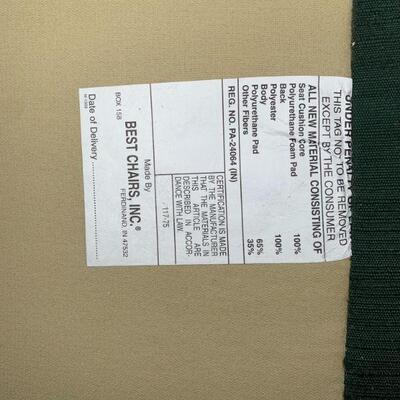 UNDER PENALTY OF LAW
THIS TAG NOT TO BE REMOVED
EXCEPT BY THE CONSUMER
ALL NEW MATERIAL CONSISTING OF
Seat Cushion Core
Polyurethane Foam Pad 100%
Back
Polyester 100%
Body
Polyurethane Pad 65%
Other Fibers 35%
REG. NO. PA-24064 (IN)
CERTIFICATION IS MADE
BY THE MANUFACTURER
THAT THE MATERIALS IN
THIS ARTICLE ARE
DESCRIBED IN ACCOR-
DANCE WITH LAW.
117-75
Made By
BEST CHAIRS, INC.®
BOX 158 FERDINAND, IN 47532
Date of Delivery